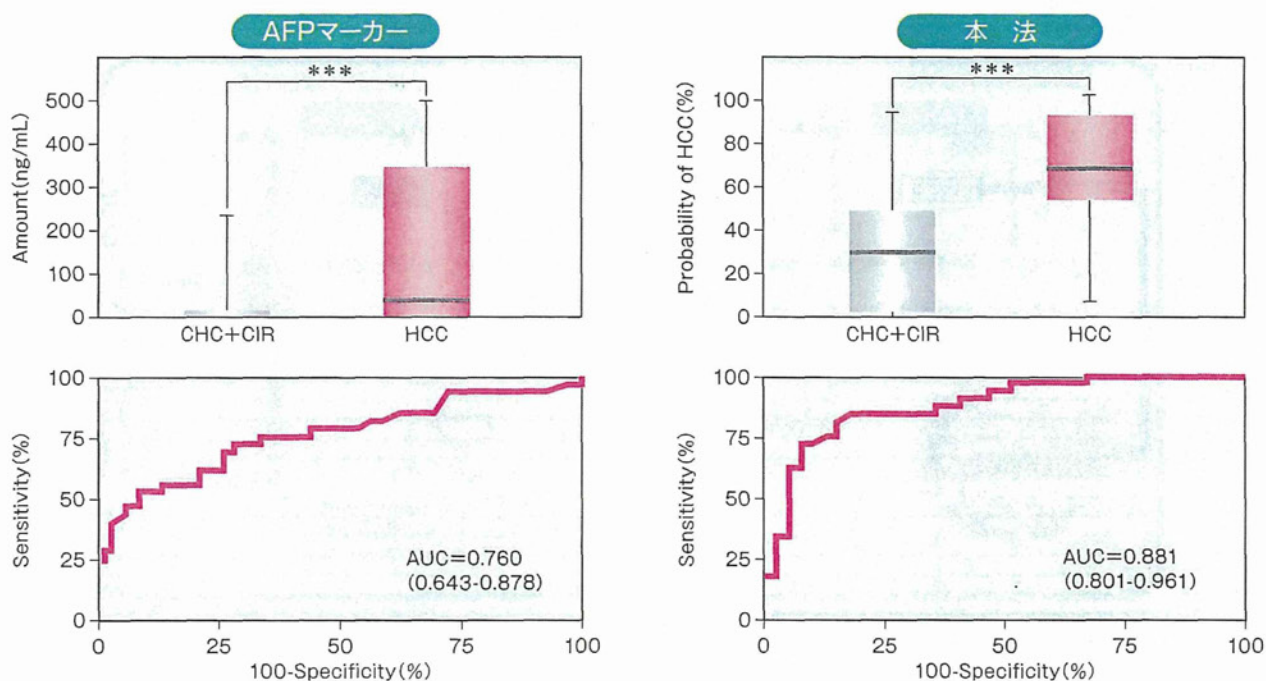 AFPマーカー
***
Amount(ng/mL)
500
400
300
200
100
0
CHC+CIR
HCC
本 法
***
Probability of HCC(%)
100
80
60
40
20
0
CHC+CIR
HCC
Sensitivity(%)
100
75
50
25
0
AUC=0.760
(0.643-0.878)
0
25
50
75
100
100-Specificity(%)
Sensitivity(%)
100
75
50
25
0
AUC=0.881
(0.801-0.961)
0
25
50
75
100
100-Specificity(%)